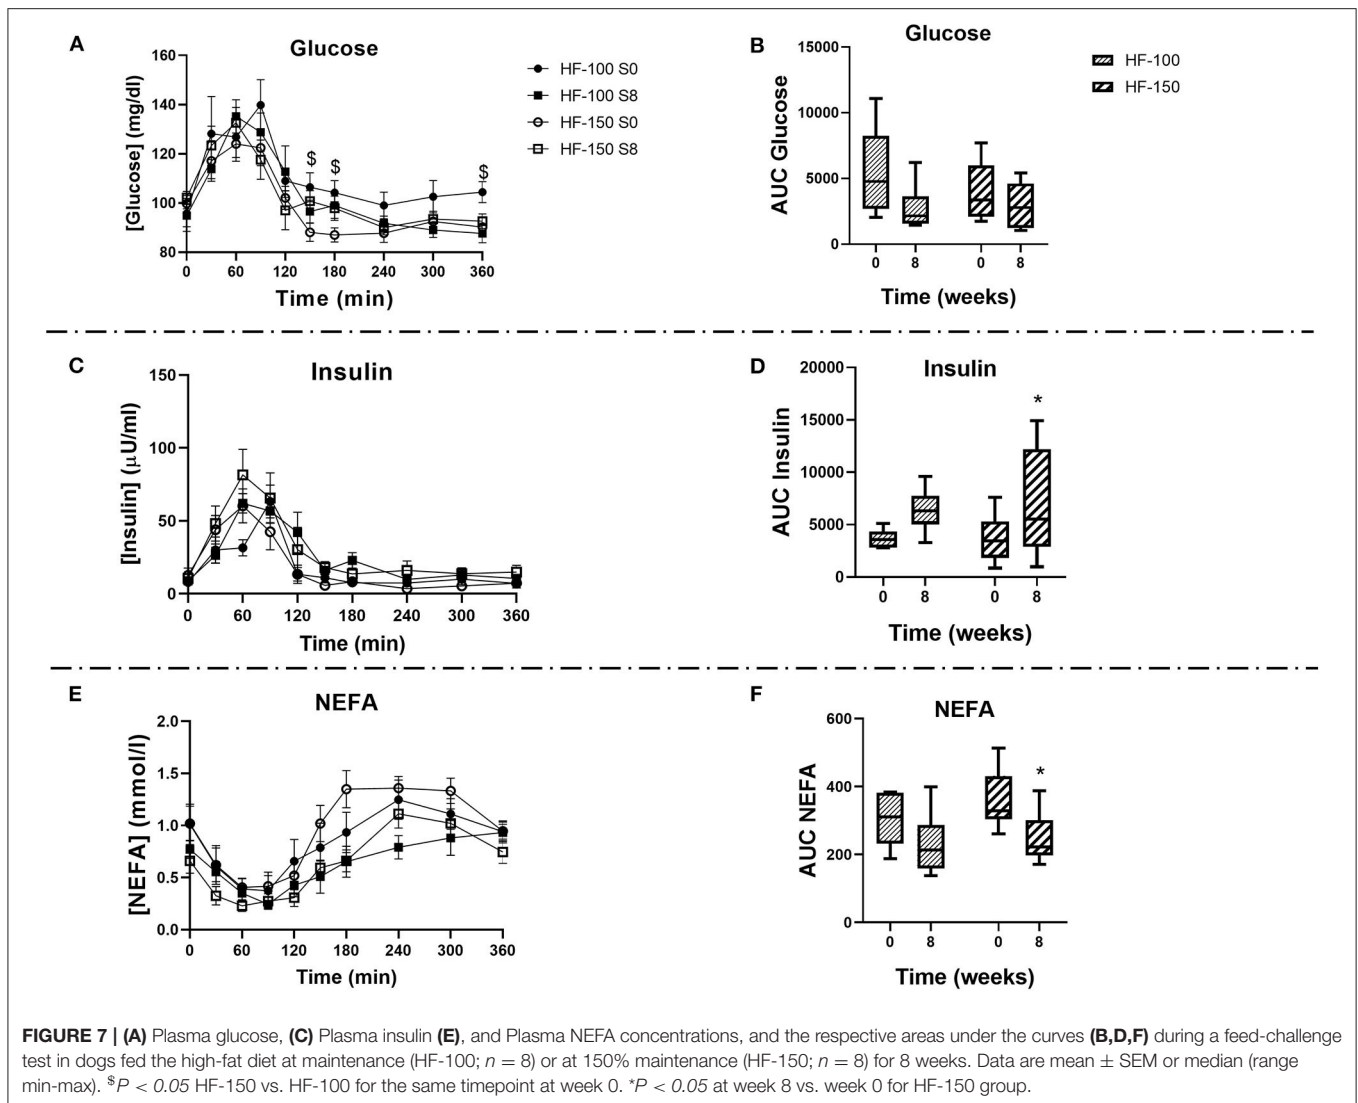 A
Glucose
[Glucose] (mg/dl)
160
140
120
100
80
$
$
$
0 60 120 180 240 300 360
Time (min)
HF-100 S0
HF-100 S8
HF-150 S0
HF-150 S8
B
Glucose
AUC Glucose
15000
10000
5000
0
0 8 0 8
Time (weeks)
HF-100
HF-150
C
Insulin
[Insulin] (µU/ml)
150
100
50
0
0 60 120 180 240 300 360
Time (min)
D
Insulin
AUC Insulin
20000
15000
10000
5000
0
*
0 8 0 8
Time (weeks)
E
NEFA
[NEFA] (mmol/l)
2.0
1.5
1.0
0.5
0.0
0 60 120 180 240 300 360
Time (min)
F
NEFA
AUC NEFA
600
400
200
0
*
0 8 0 8
Time (weeks)
FIGURE 7 | (A) Plasma glucose, (C) Plasma insulin (E), and Plasma NEFA concentrations, and the respective areas under the curves (B,D,F) during a feed-challenge
test in dogs fed the high-fat diet at maintenance (HF-100; n = 8) or at 150% maintenance (HF-150; n = 8) for 8 weeks. Data are mean ± SEM or median (range
min-max). $P < 0.05 HF-150 vs. HF-100 for the same timepoint at week 0. *P < 0.05 at week 8 vs. week 0 for HF-150 group.